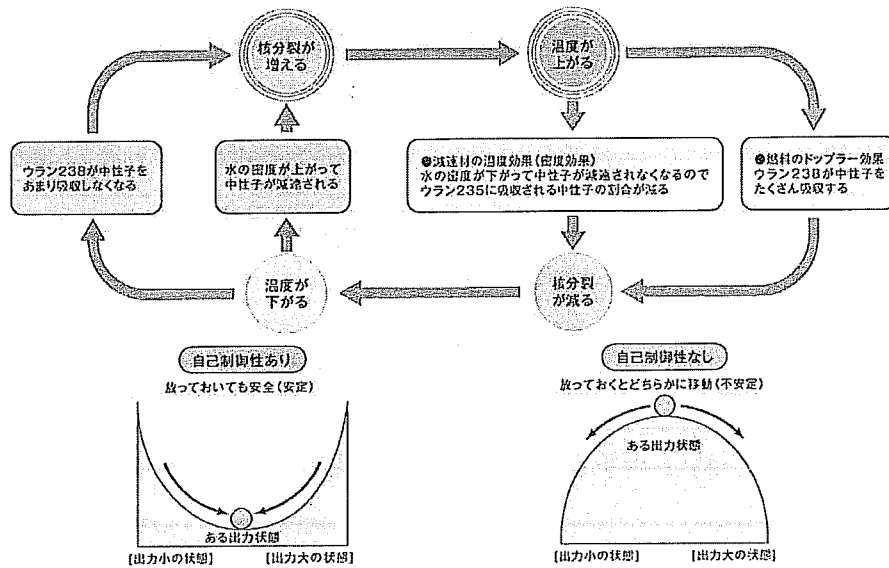 核分裂が
増える
温度が
上がる
ウラン238が中性子を
あまり吸収しなくなる
水の密度が上がって
中性子が減速される
●減速材の温度効果(密度効果)
水の密度が下がって中性子が減速されなくなるので
ウラン235に吸収される中性子の割合が減る
●燃料のドップラー効果
ウラン238が中性子を
たくさん吸収する
温度が
下がる
核分裂
が減る
自己制御性あり
放っておいても安全(安定)
ある出力状態
[出力小の状態]
[出力大の状態]
自己制御性なし
放っておくとどちらかに移動(不安定)
ある出力状態
[出力小の状態]
[出力大の状態]